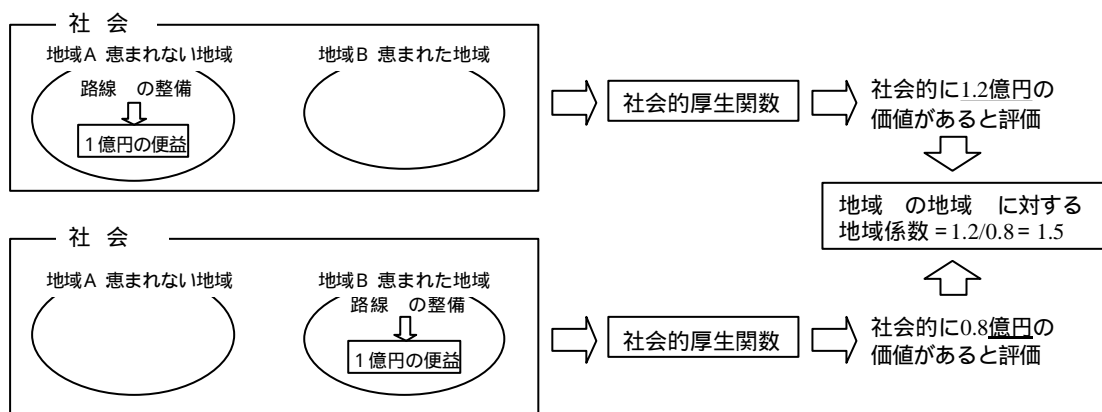 社 会
地域A 恵まれない地域
地域B 恵まれた地域
路線 の整備
1億円の便益
社会的厚生関数
社会的に1.2億円の
価値があると評価
地域 の地域 に対する
地域係数=1.2/0.8=1.5
社 会
地域A 恵まれない地域
地域B 恵まれた地域
路線 の整備
1億円の便益
社会的厚生関数
社会的に0.8億円の
価値があると評価